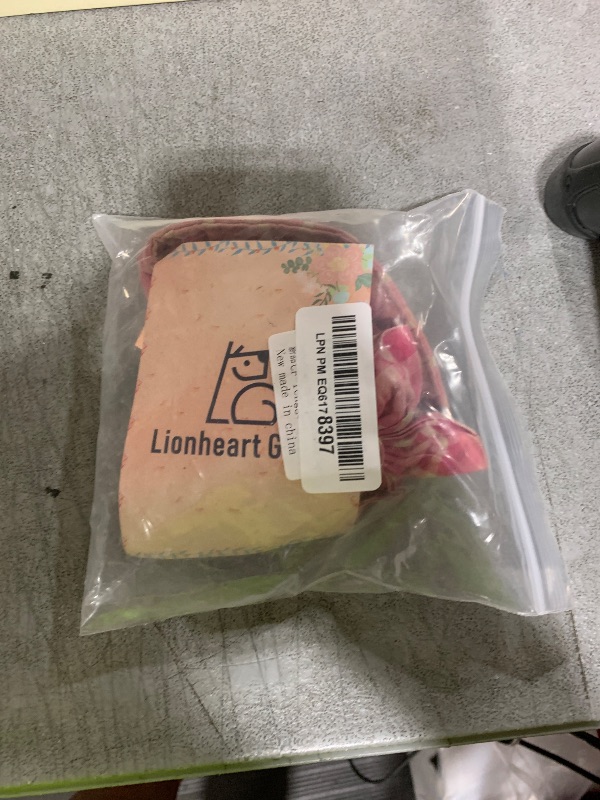 Lionheart G
LPN PM EQ6178397
New made in china